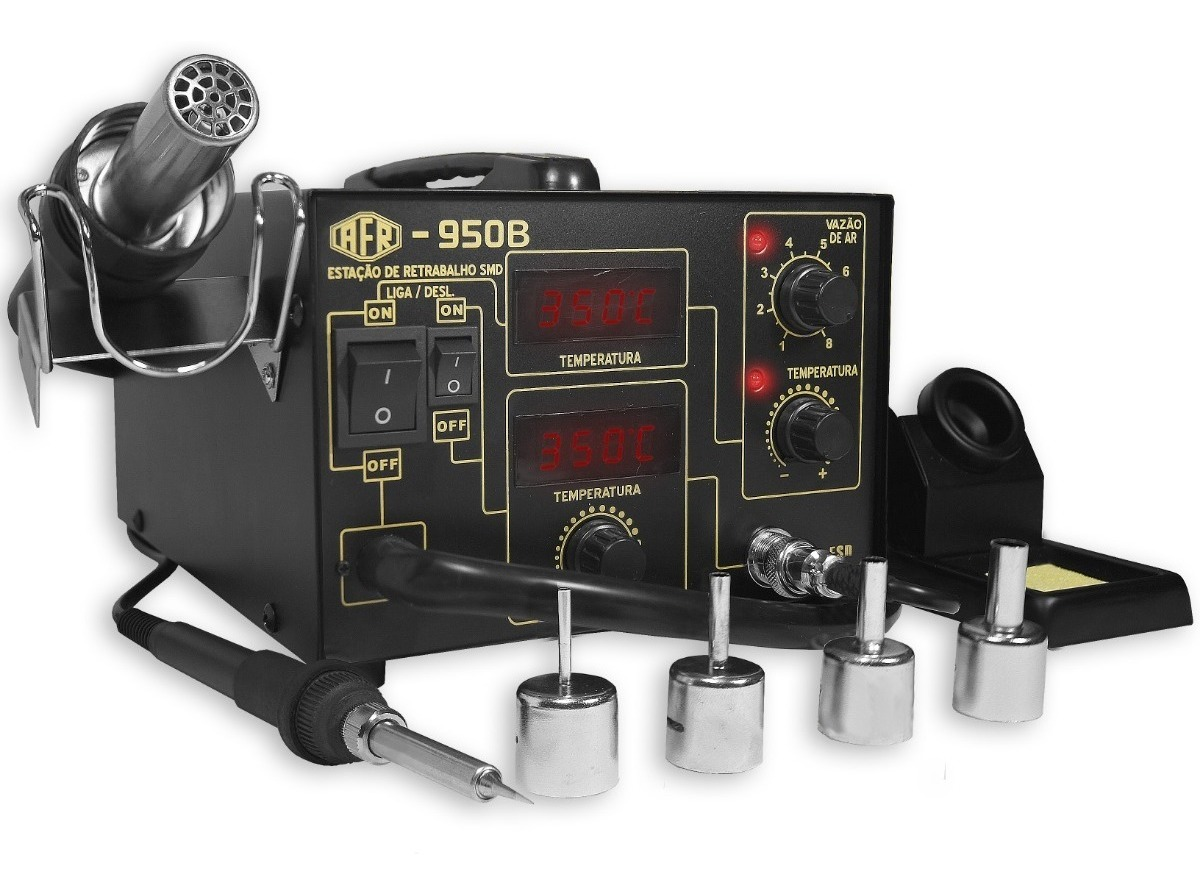 AFR - 950B
ESTAÇÃO DE RETRABALHO SMD
LIGA / DESL.
ON
ON
I
O
I
O
OFF
OFF
350°C
TEMPERATURA
350°C
TEMPERATURA
VAZÃO
DE AR
1 2 3 4 5 6 8
TEMPERATURA
- +
ESD